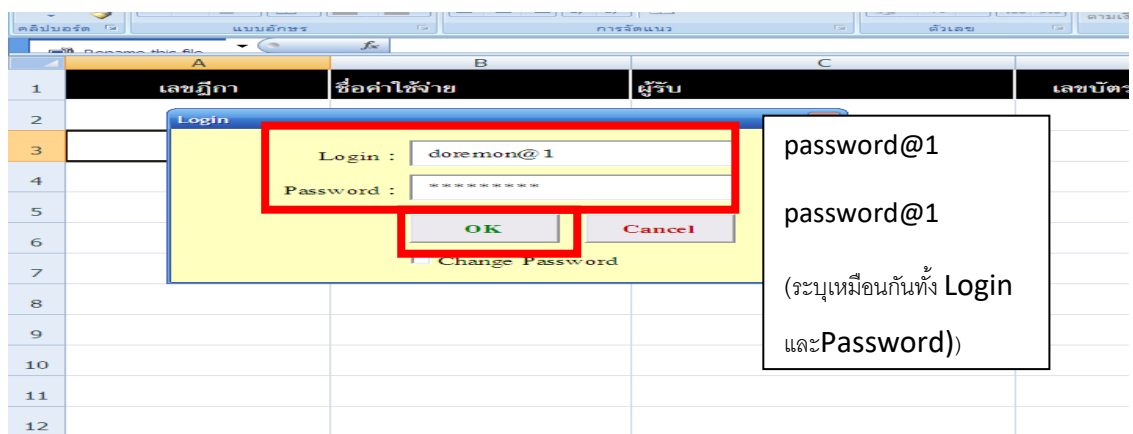 คลิปบอร์ด แบบอักษร การจัดแนว ตัวเลข
Rename this file fx
A B C
1 เลขฎีกา ชื่อค่าใช้จ่าย ผู้รับ เลขบัตร
2
3
4
5
6
7
8
9
10
11
12
Login
Login : doremon@1
Password : *********
OK Cancel
Change Password
password@1
password@1
(ระบุเหมือนกันทั้ง Login
และPassword))